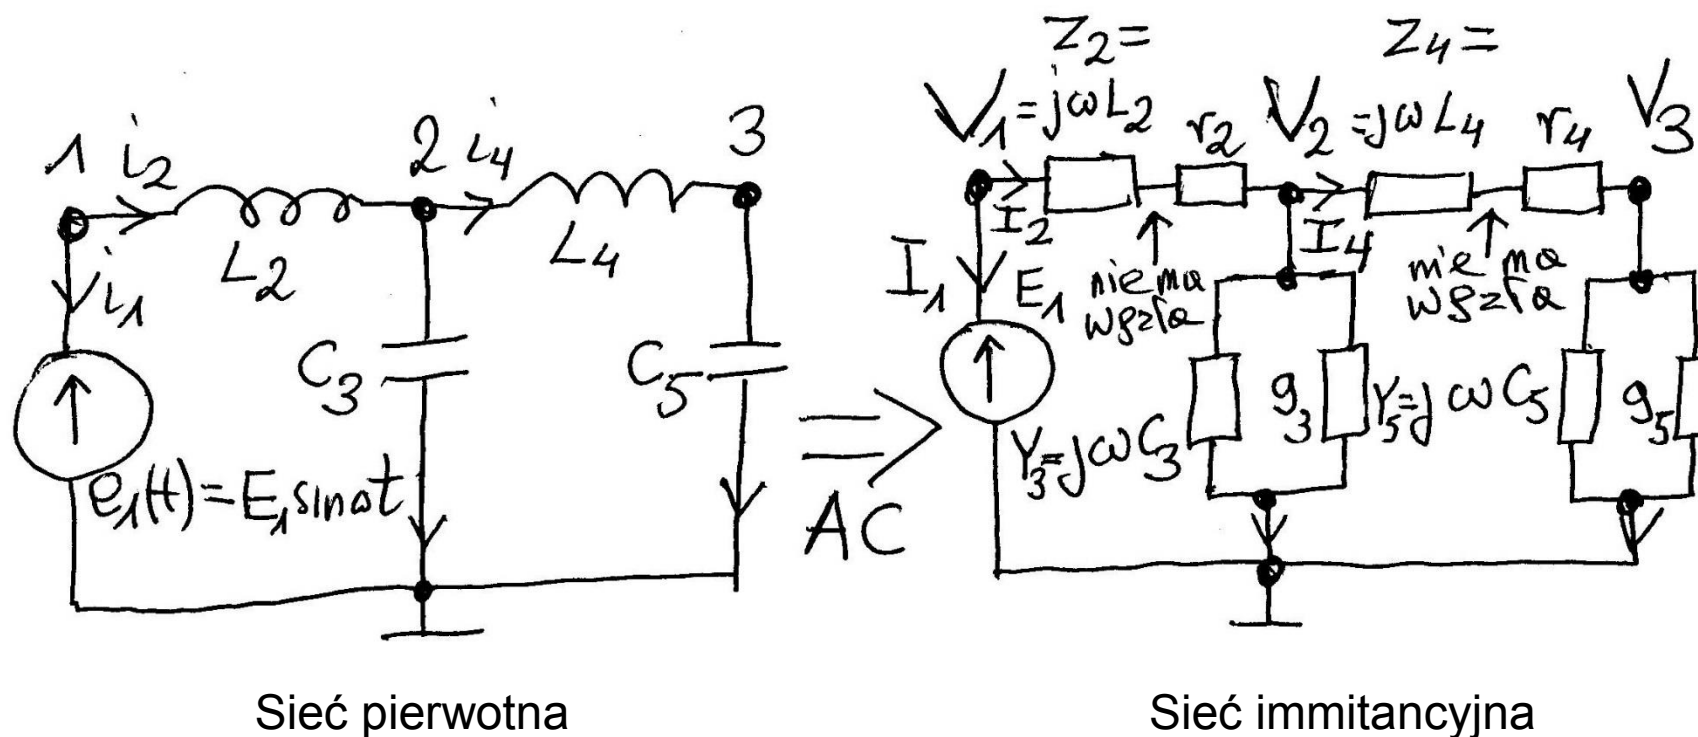 1 i₂ 2 i₄ 3
L₂ L₄
i₁
C₃ C₅
e₁(t)=E₁sinωt
AC
Z₂= Z₄=
V₁ =jωL₂ r₂ V₂ =jωL₄ r₄ V₃
I₂ I₄
I₁ E₁
nie ma
węzła
nie ma
węzła
Y₃=jωC₃ g₃ Y₅=jωC₅ g₅
Sieć pierwotna Sieć immitancyjna